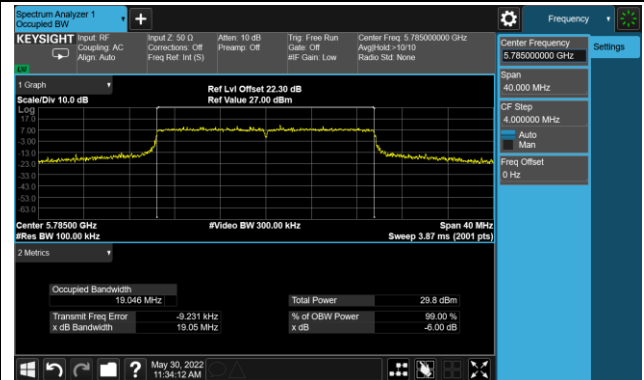 Spectrum Analyzer 1
Occupied BW
Frequency
KEYSIGHT
Input: RF
Coupling: AC
Align: Auto
Input Z: 50 Ω
Corrections: Off
Freq Ref: Int (S)
Atten: 10 dB
Preamp: Off
Trig: Free Run
Gate: Off
#IF Gain: Low
Center Freq: 5.785000000 GHz
Avg|Hold:>10/10
Radio Std: None
Center Frequency
5.785000000 GHz
Settings
Span
40.000 MHz
CF Step
4.000000 MHz
Auto
Man
Freq Offset
0 Hz
1 Graph
Scale/Div 10.0 dB
Ref Lvl Offset 22.30 dB
Ref Value 27.00 dBm
Log
17.0
7.00
-3.00
-13.0
-23.0
-33.0
-43.0
-53.0
-63.0
Center 5.78500 GHz
#Video BW 300.00 kHz
Span 40 MHz
#Res BW 100.00 kHz
Sweep 3.87 ms (2001 pts)
2 Metrics
Occupied Bandwidth
19.046 MHz
Total Power 29.8 dBm
Transmit Freq Error -9.231 kHz
% of OBW Power 99.00 %
x dB Bandwidth 19.05 MHz
x dB -6.00 dB
May 30, 2022
11:34:12 AM